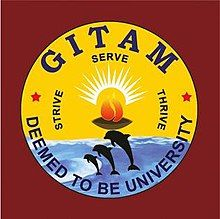 GITAM
SERVE
STRIVE
THRIVE
DEEMED TO BE UNIVERSITY